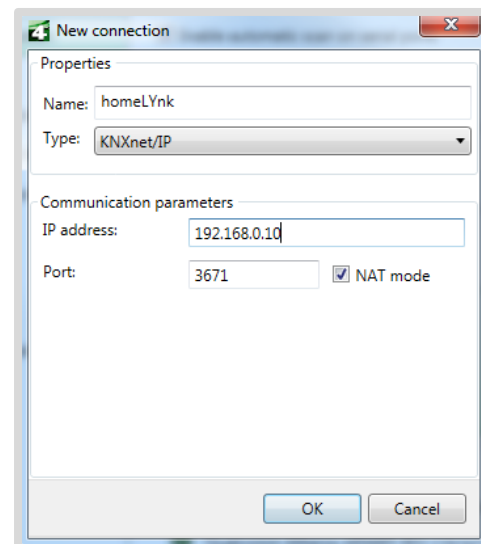 4 New connection
Properties
Name: homeLYnk
Type: KNXnet/IP
Communication parameters
IP address: 192.168.0.10
Port: 3671 NAT mode
OK Cancel